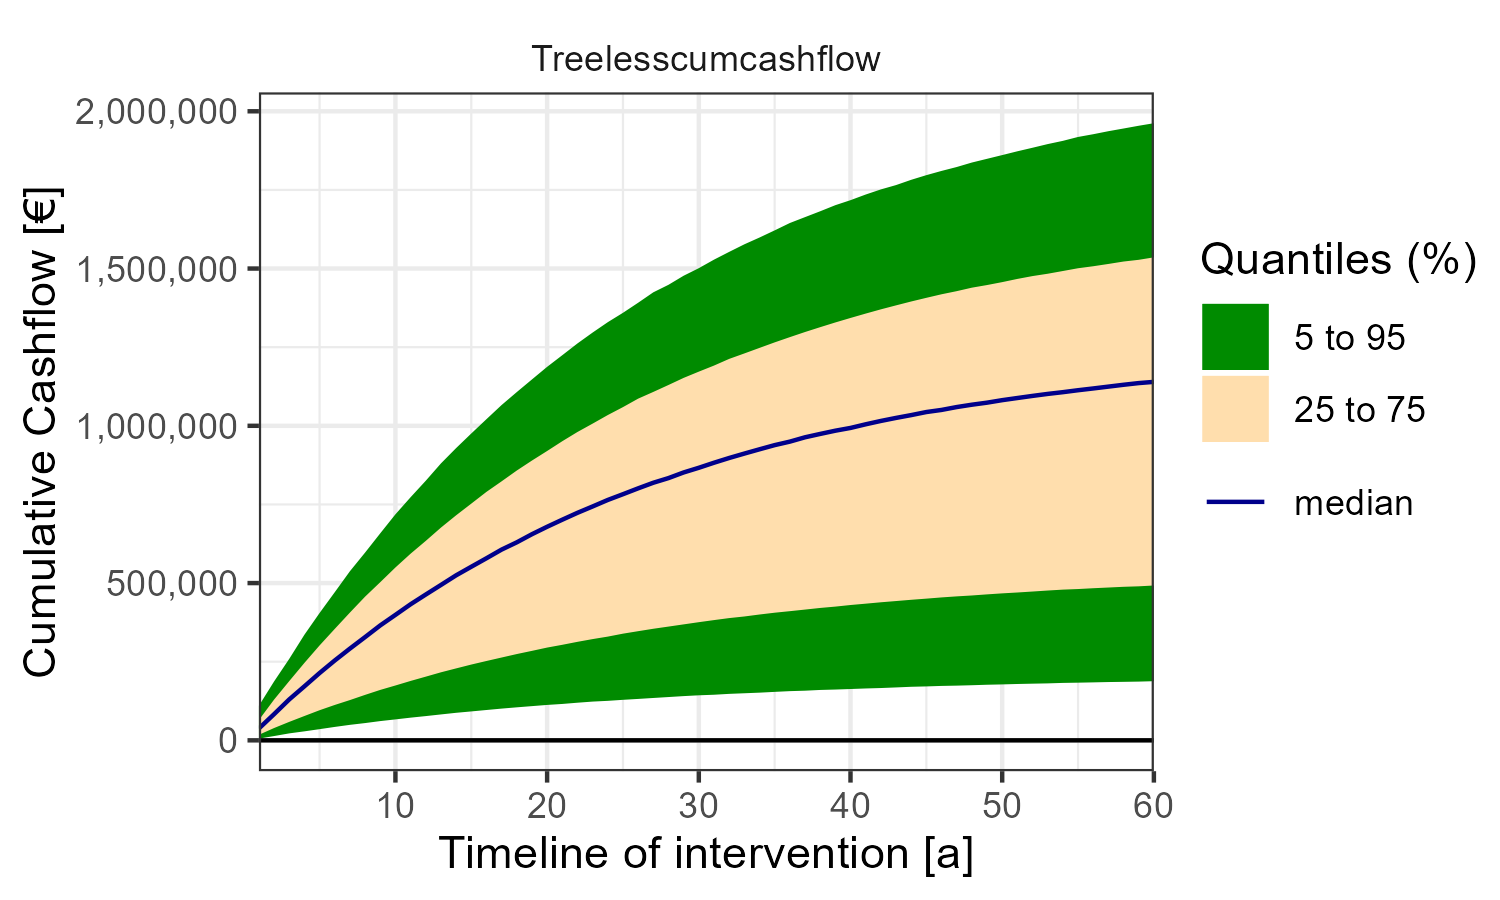 Treelesscumcashflow
Cumulative Cashflow [€]
2,000,000
1,500,000
1,000,000
500,000
0
10 20 30 40 50 60
Timeline of intervention [a]
Quantiles (%)
5 to 95
25 to 75
median